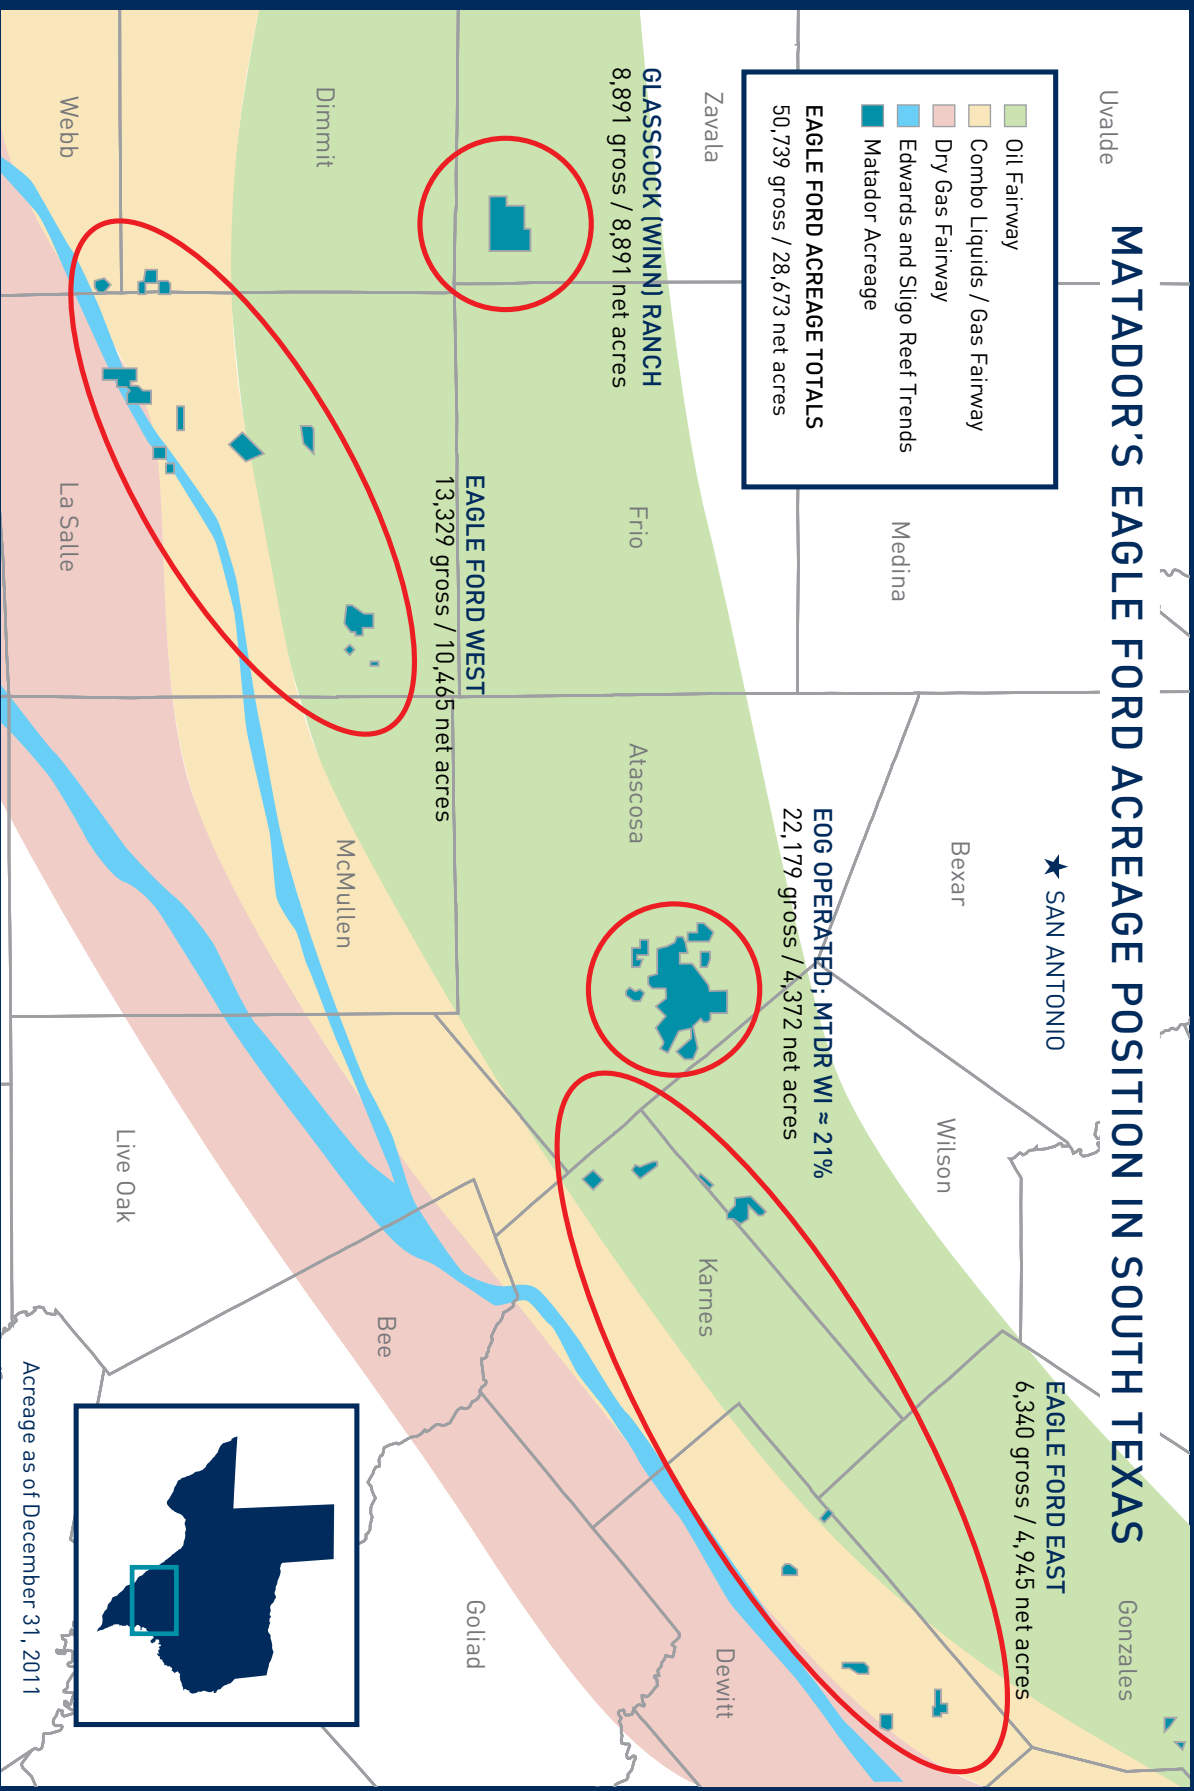 MATADOR'S EAGLE FORD ACREAGE POSITION IN SOUTH TEXAS
Uvalde
Oil Fairway
Combo Liquids / Gas Fairway
Dry Gas Fairway
Edwards and Sligo Reef Trends
Matador Acreage
EAGLE FORD ACREAGE TOTALS
50,739 gross / 28,673 net acres
Medina
Bexar
★ SAN ANTONIO
Wilson
Gonzales
Zavala
GLASSCOCK (WINN) RANCH
8,891 gross / 8,891 net acres
Frio
Atascosa
EOG OPERATED; MTDR WI ≈ 21%
22,179 gross / 4,372 net acres
EAGLE FORD EAST
6,340 gross / 4,945 net acres
Karnes
Dewitt
EAGLE FORD WEST
13,329 gross / 10,465 net acres
Dimmit
McMullen
Bee
Goliad
Webb
La Salle
Live Oak
Acreage as of December 31, 2011